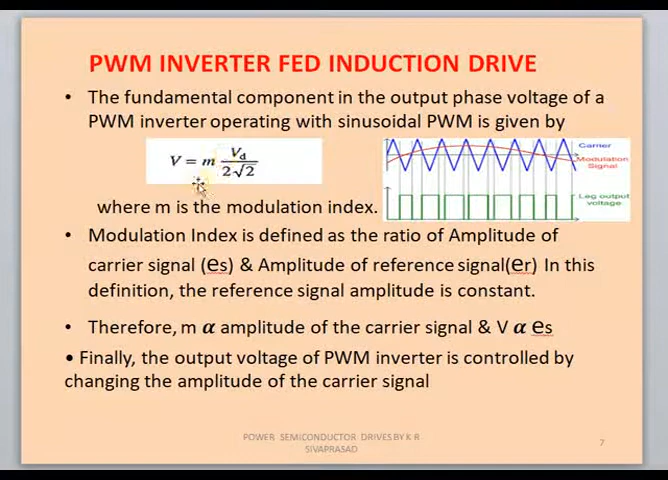 PWM INVERTER FED INDUCTION DRIVE
• The fundamental component in the output phase voltage of a
PWM inverter operating with sinusoidal PWM is given by
V = m Vd / 2√2
Carrier
Modulation
Signal
Leg output
voltage
where m is the modulation index.
• Modulation Index is defined as the ratio of Amplitude of
carrier signal (es) & Amplitude of reference signal(er) In this
definition, the reference signal amplitude is constant.
• Therefore, m α amplitude of the carrier signal & V α es
• Finally, the output voltage of PWM inverter is controlled by
changing the amplitude of the carrier signal
POWER SEMICONDUCTOR DRIVES BY K R
SIVAPRASAD
7